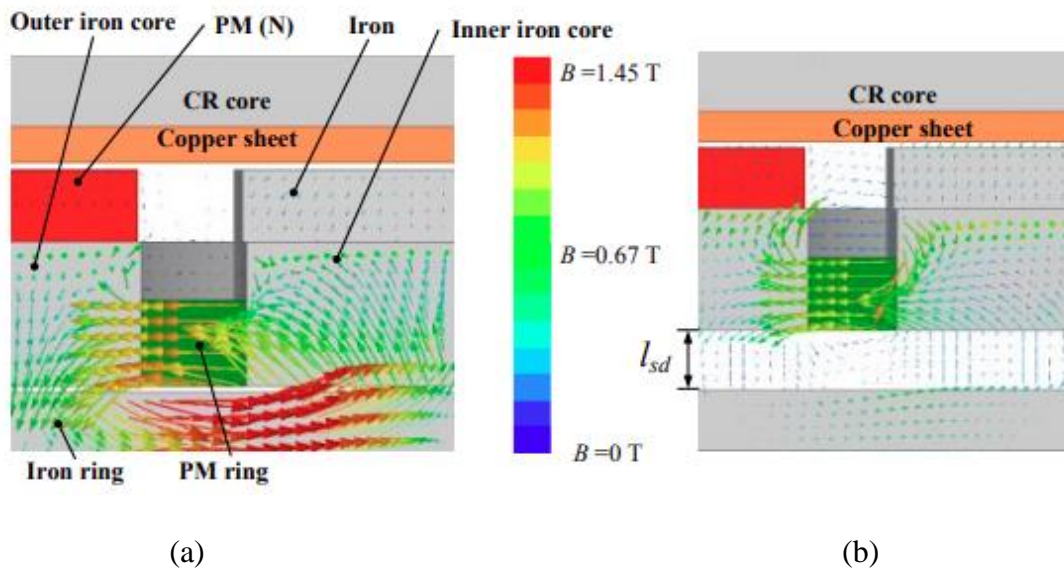 Outer iron core
PM (N)
Iron
Inner iron core
CR core
Copper sheet
Iron ring
PM ring
B =1.45 T
B =0.67 T
B =0 T
CR core
Copper sheet
lsd
(a)
(b)